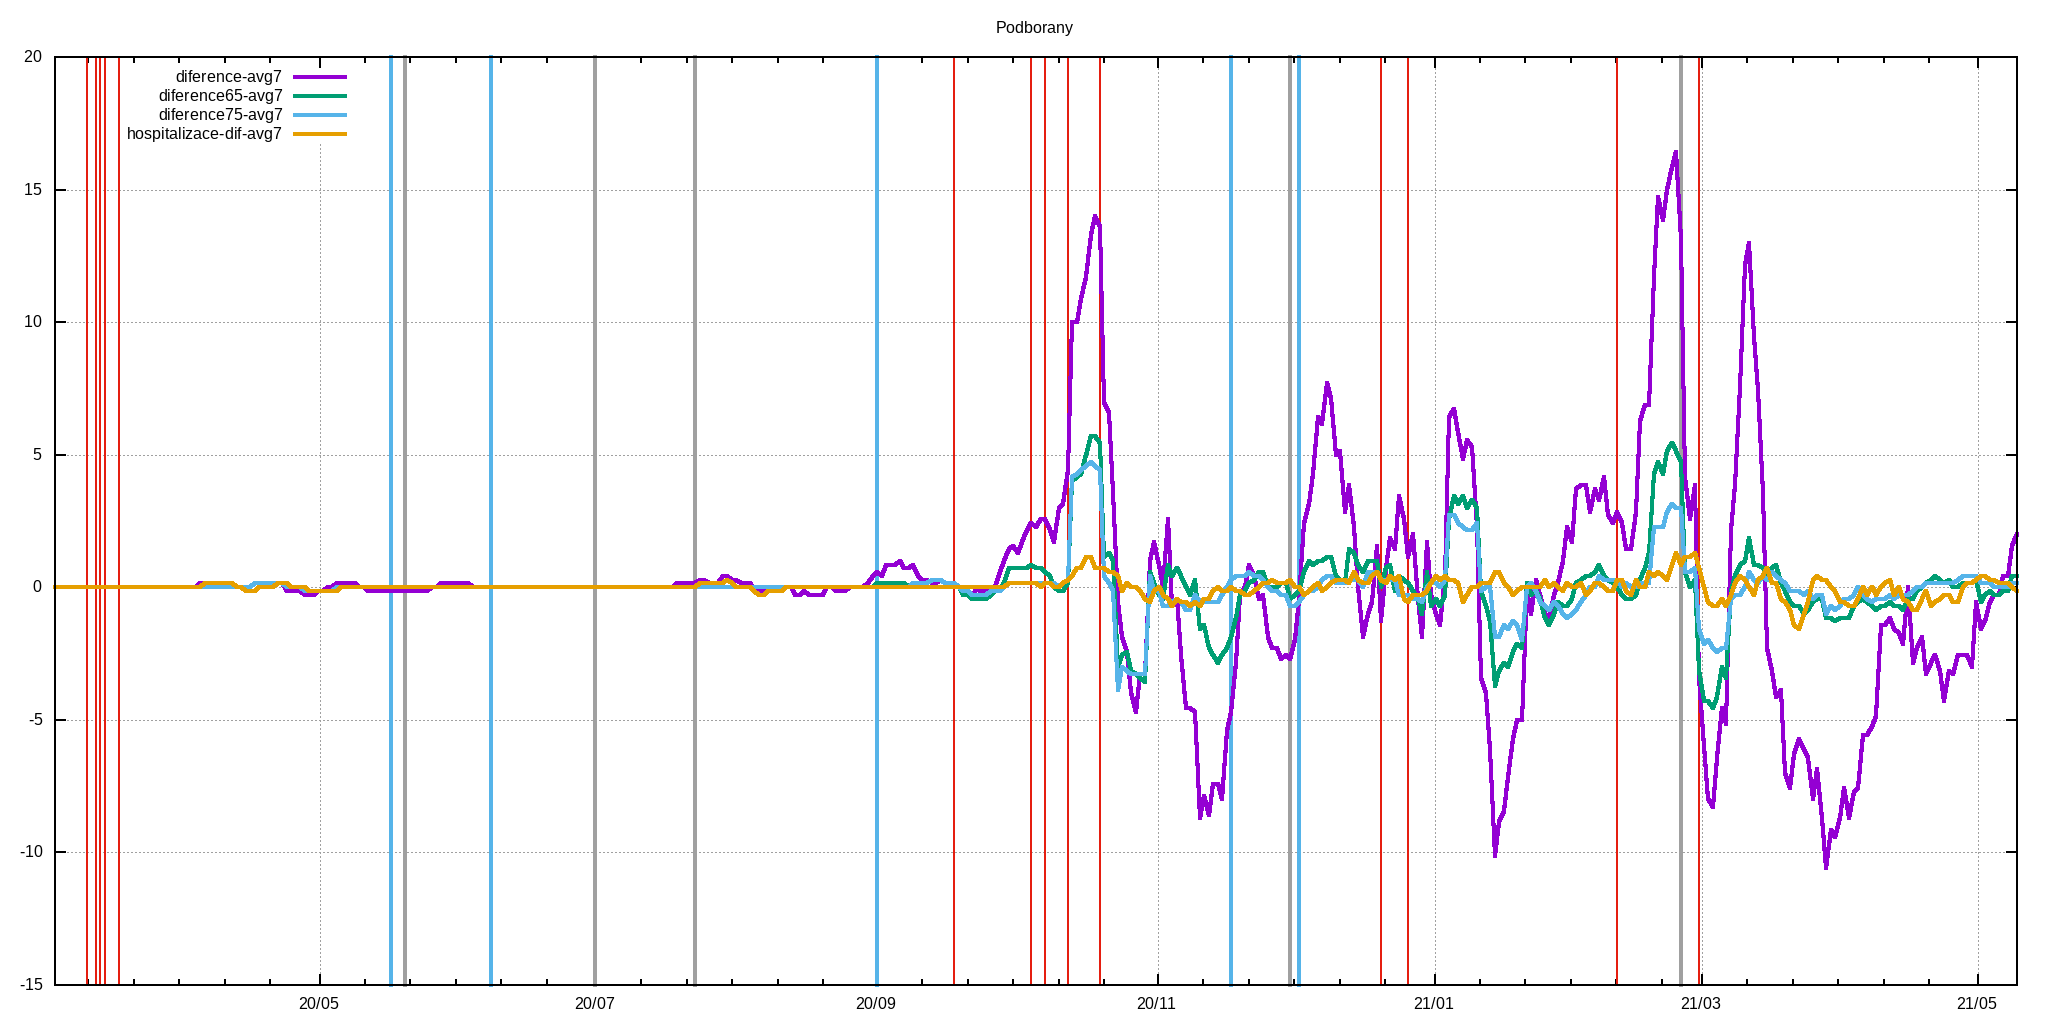 Podborany
20
diference-avg7
diference65-avg7
diference75-avg7
hospitalizace-dif-avg7
15
10
5
0
-5
-10
-15
20/05 20/07 20/09 20/11 21/01 21/03 21/05